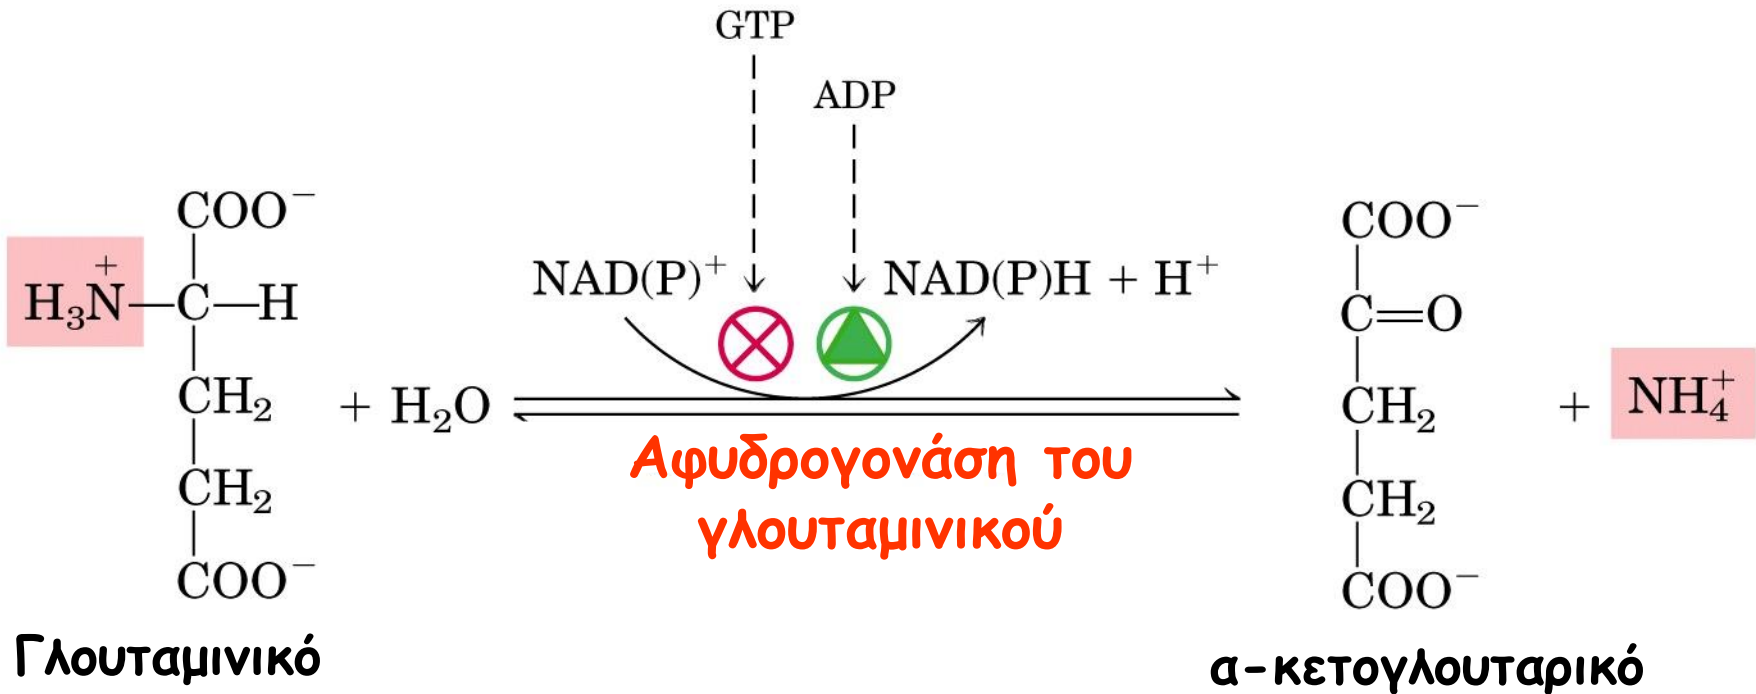 GTP
ADP
COO⁻
H₃N⁺—C—H
CH₂
CH₂
COO⁻
+ H₂O
NAD(P)⁺
NAD(P)H + H⁺
Αφυδρογονάση του
γλουταμινικού
COO⁻
C=O
CH₂
CH₂
COO⁻
+ NH₄⁺
Γλουταμινικό
α-κετογλουταρικό